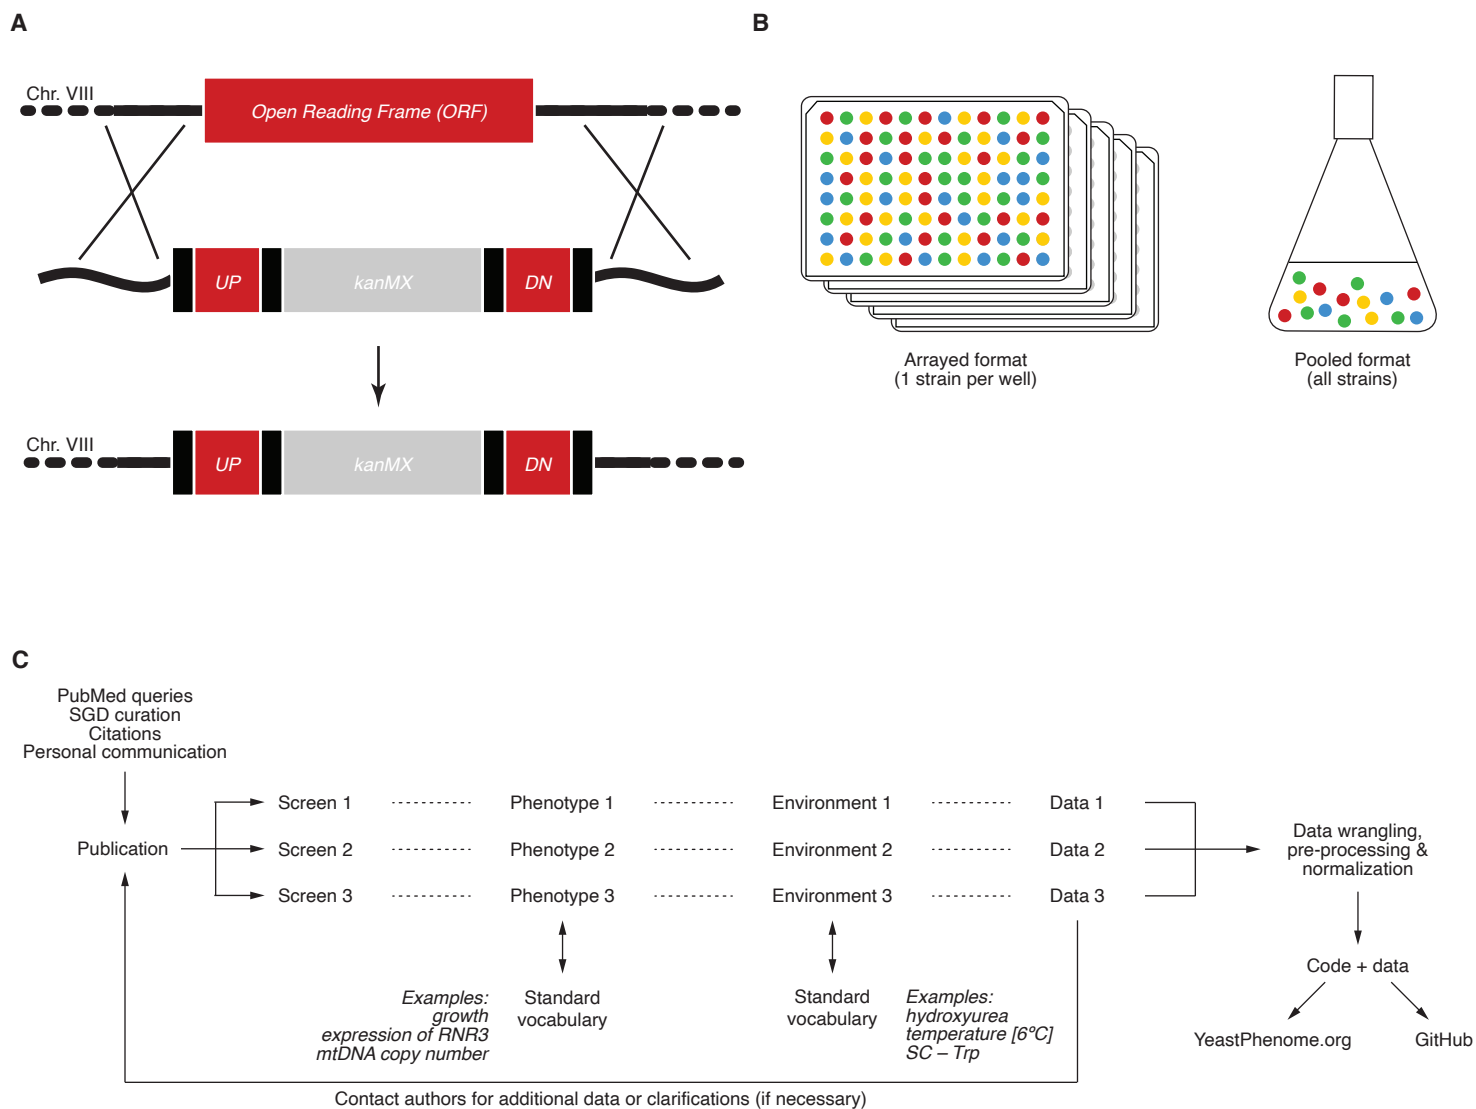 A
Chr. VIII
Open Reading Frame (ORF)
UP
kanMX
DN
Chr. VIII
UP
kanMX
DN
B
Arrayed format
(1 strain per well)
Pooled format
(all strains)
C
PubMed queries
SGD curation
Citations
Personal communication
Publication
Screen 1
Phenotype 1
Environment 1
Data 1
Screen 2
Phenotype 2
Environment 2
Data 2
Screen 3
Phenotype 3
Environment 3
Data 3
Data wrangling,
pre-processing &
normalization
Examples:
growth
expression of RNR3
mtDNA copy number
Standard
vocabulary
Standard
vocabulary
Examples:
hydroxyurea
temperature [6ºC]
SC – Trp
Code + data
YeastPhenome.org
GitHub
Contact authors for additional data or clarifications (if necessary)